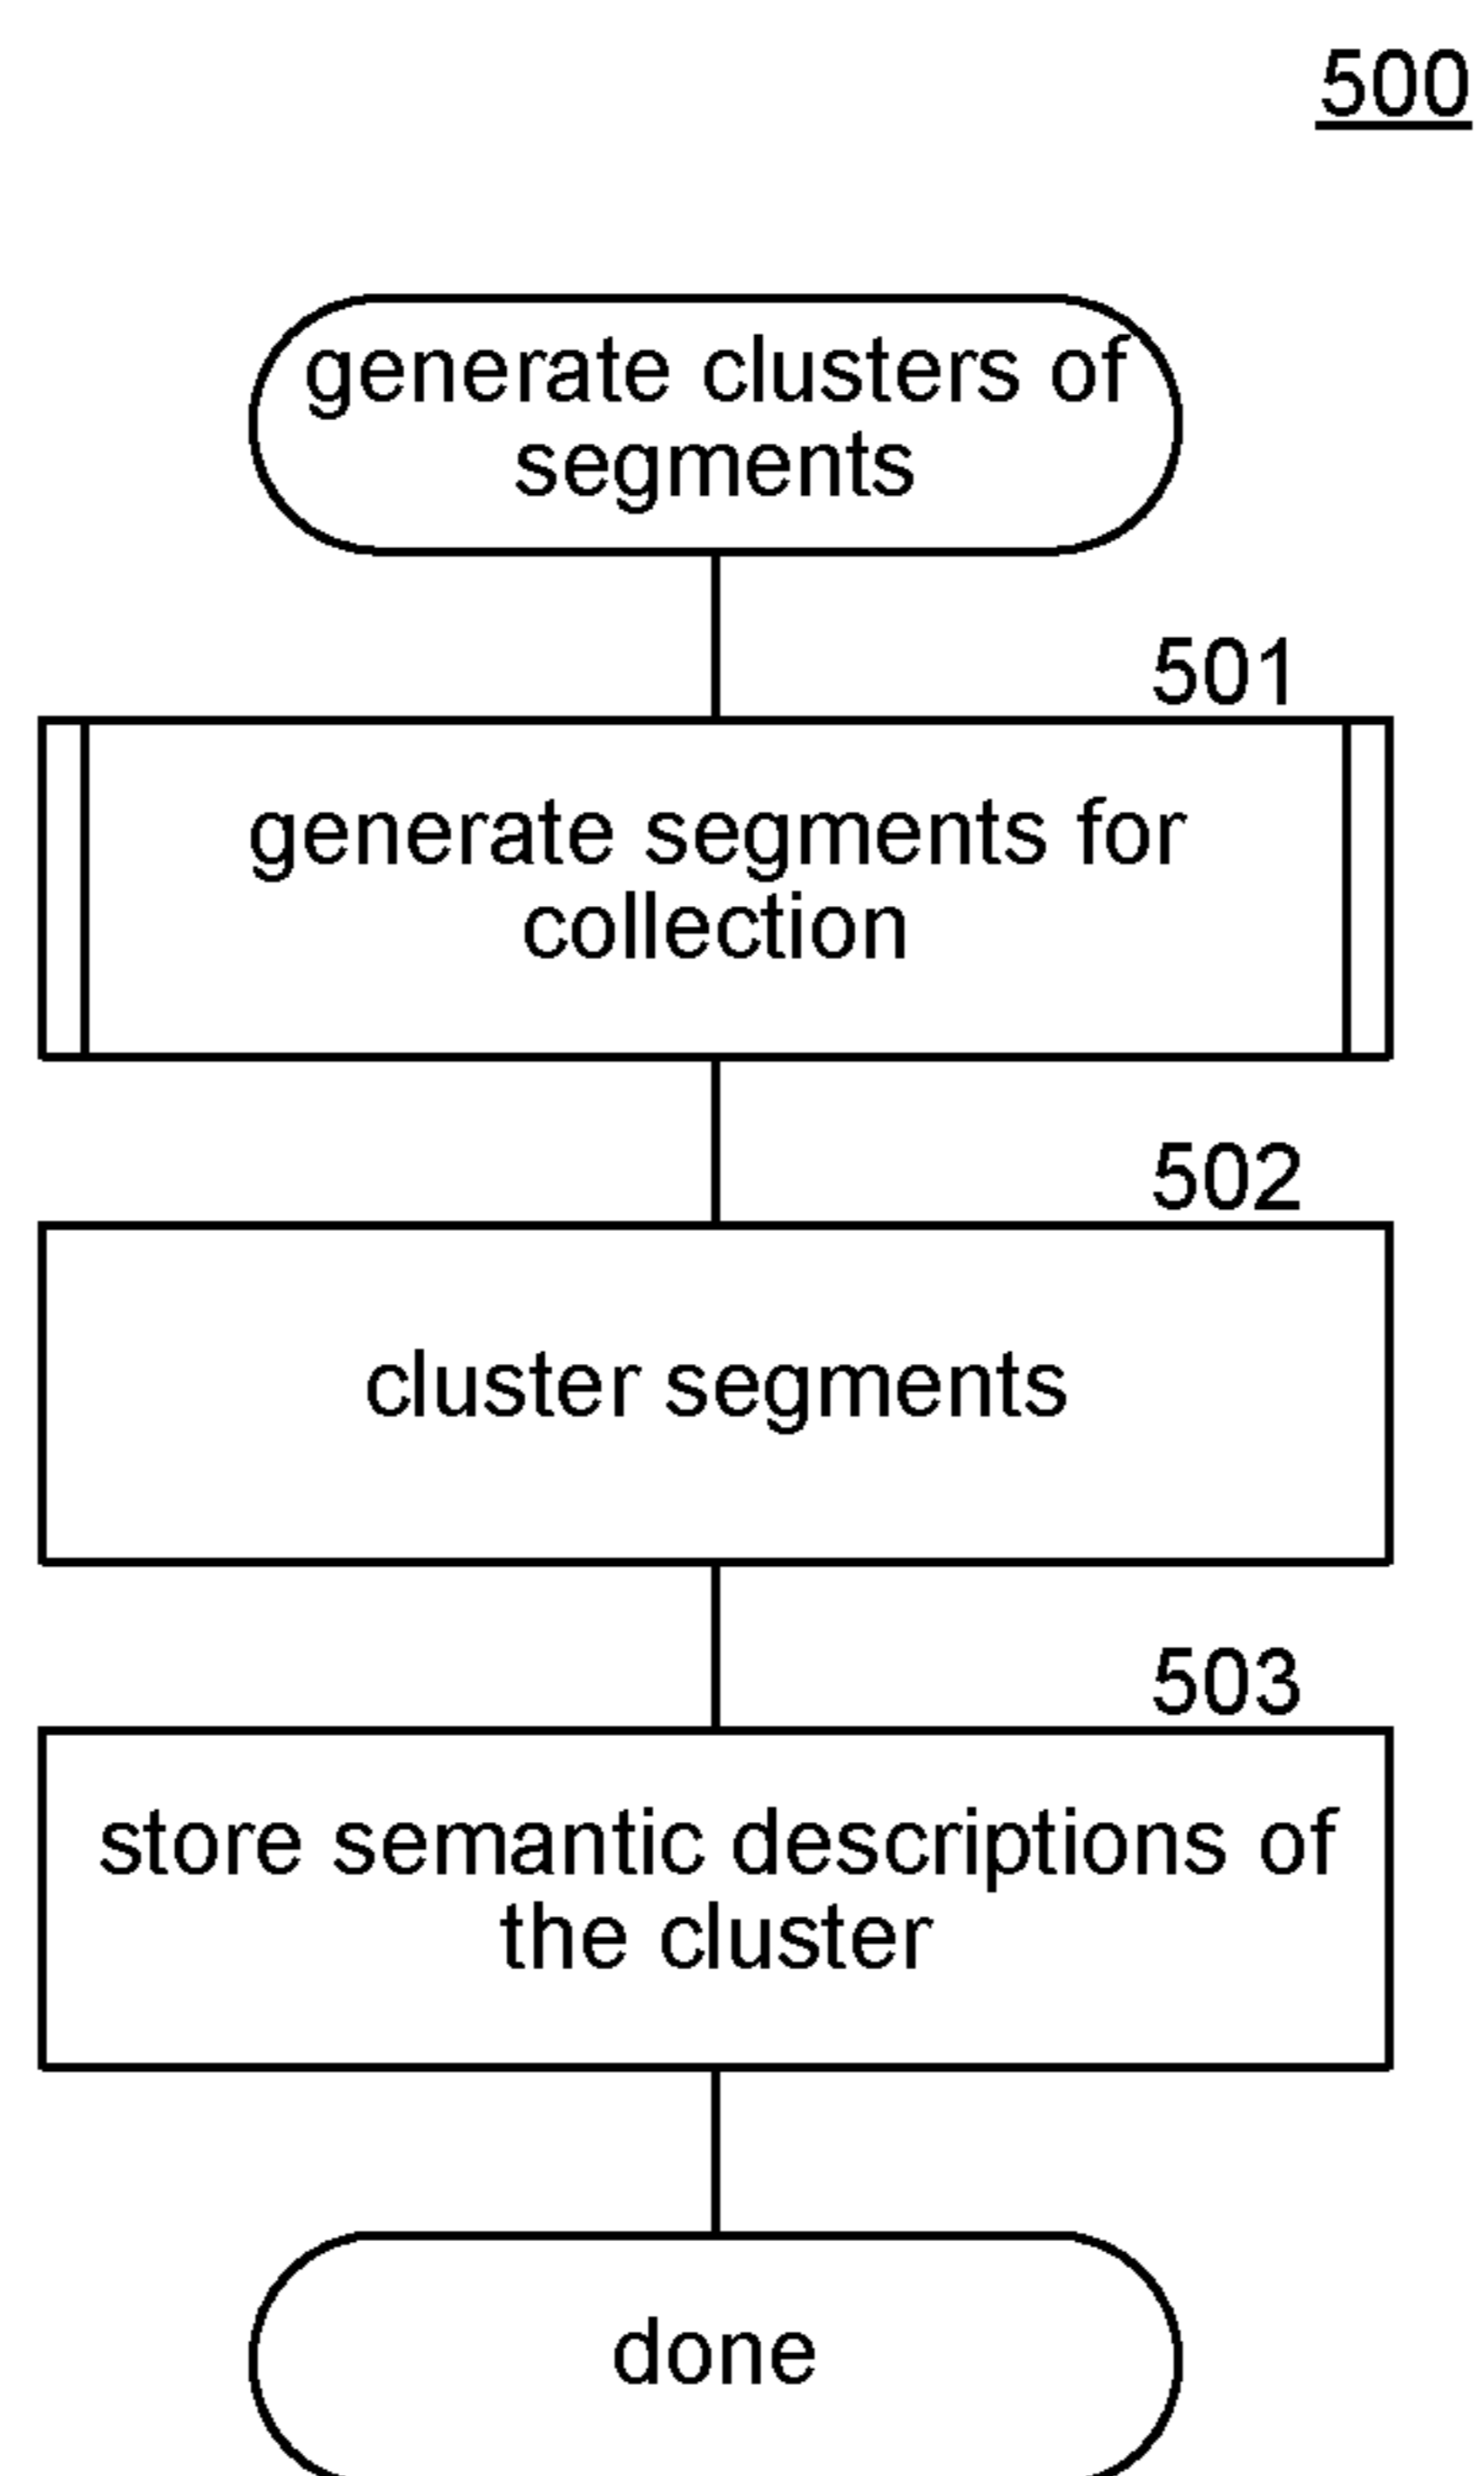 500
generate clusters of
segments
501
generate segments for
collection
502
cluster segments
503
store semantic descriptions of
the cluster
done